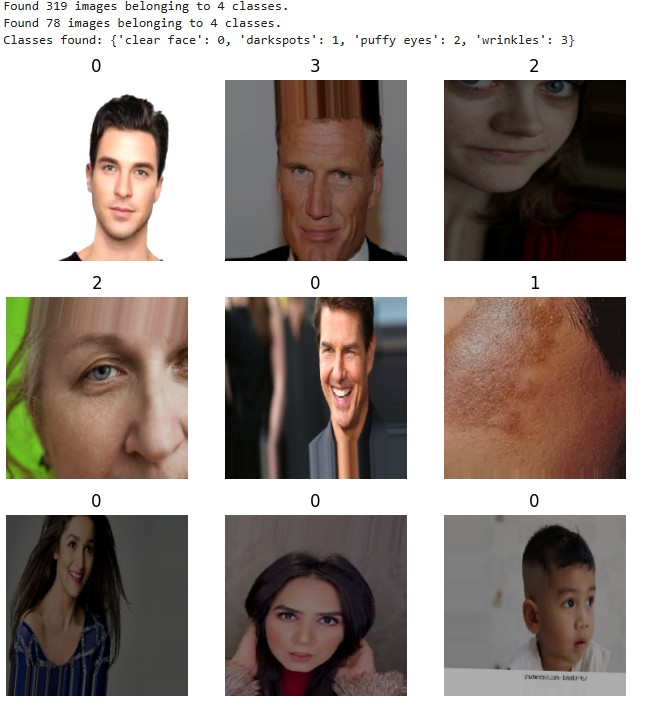 Found 319 images belonging to 4 classes.
Found 78 images belonging to 4 classes.
Classes found: {'clear face': 0, 'darkspots': 1, 'puffy eyes': 2, 'wrinkles': 3}
0 3 2
2 0 1
0 0 0